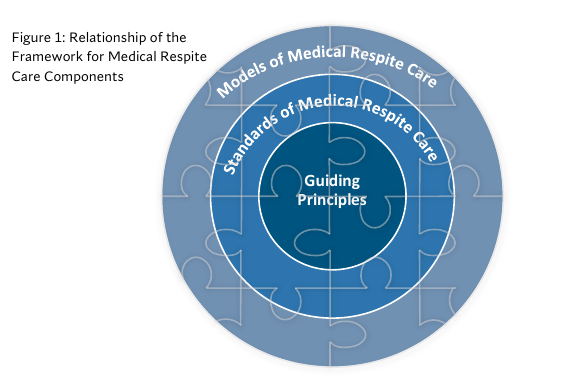 Figure 1: Relationship of the
Framework for Medical Respite
Care Components
Models of Medical Respite Care
Standards of Medical Respite Care
Guiding
Principles